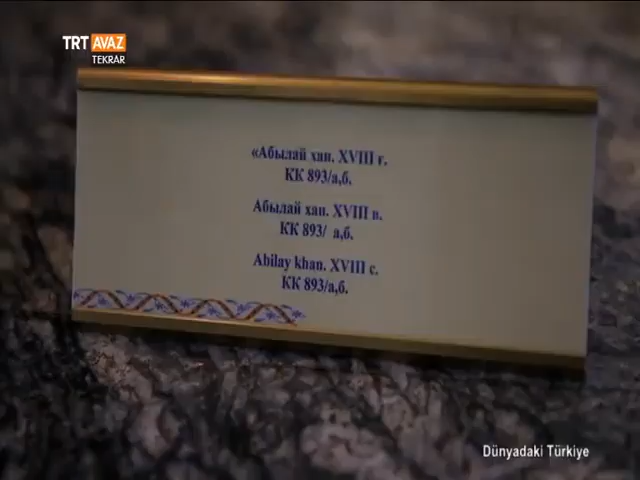 TRT AVAZ
TEKRAR
«Абылай хан. XVIII ғ.
КК 893/а,б.
Абылай хан. XVIII в.
КК 893/ а,б.
Abilay khan. XVIII c.
КК 893/а,б.
Dünyadaki Türkiye